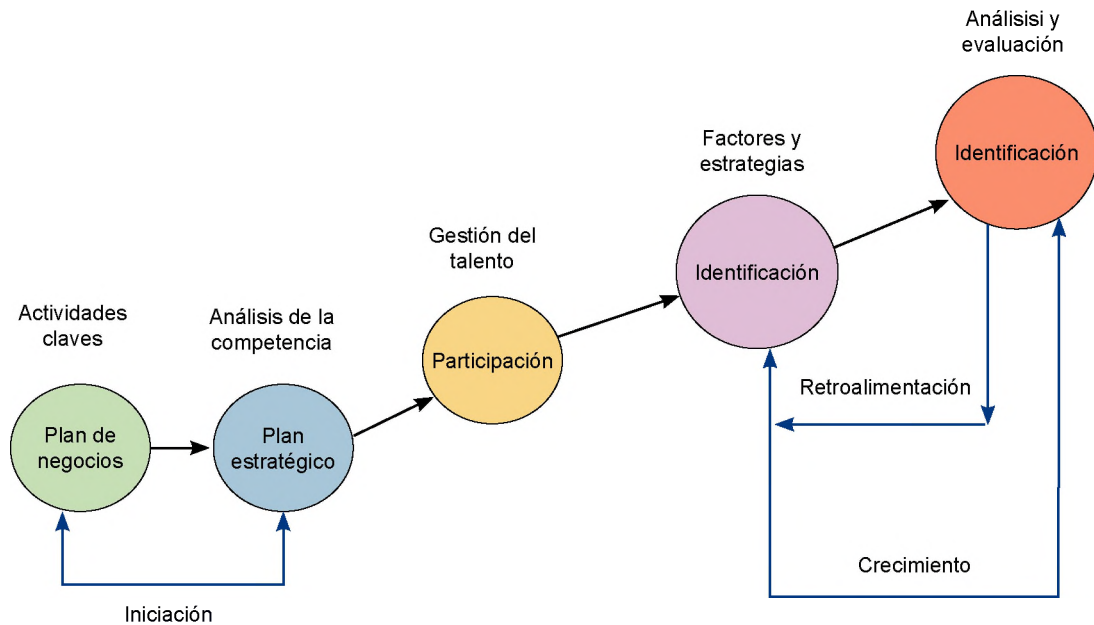 Actividades
claves
Plan de
negocios
Análisis de la
competencia
Plan
estratégico
Iniciación
Gestión del
talento
Participación
Factores y
estrategias
Identificación
Análisisi y
evaluación
Identificación
Retroalimentación
Crecimiento